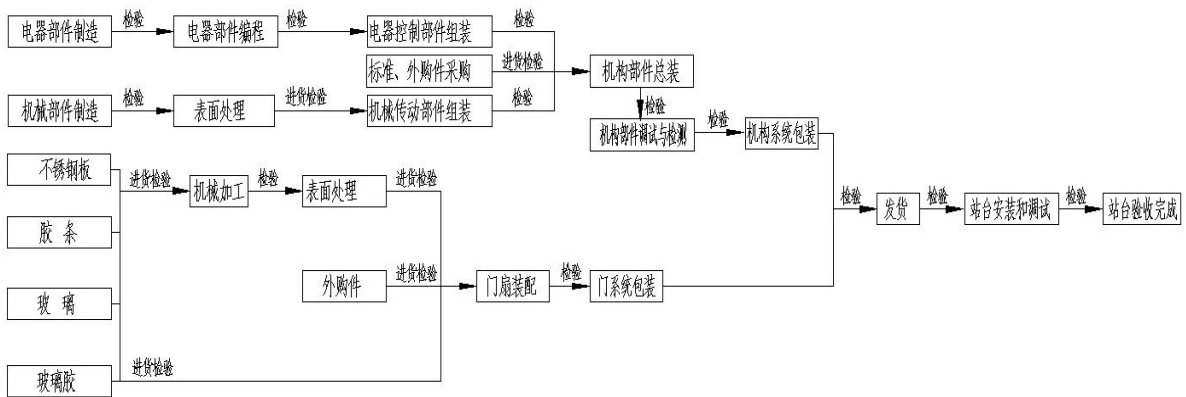 电器部件制造
检验
电器部件编程
检验
电器控制部件组装
检验
标准、外购件采购
进货检验
机构部件总装
机械部件制造
检验
表面处理
进货检验
机械传动部件组装
检验
检验
机构部件调试与检测
检验
机构系统包装
不锈钢板
进货检验
机械加工
检验
表面处理
进货检验
胶 条
检验
发货
检验
站台安装和调试
检验
站台验收完成
外购件
进货检验
门扇装配
检验
门系统包装
玻 璃
玻璃胶
进货检验